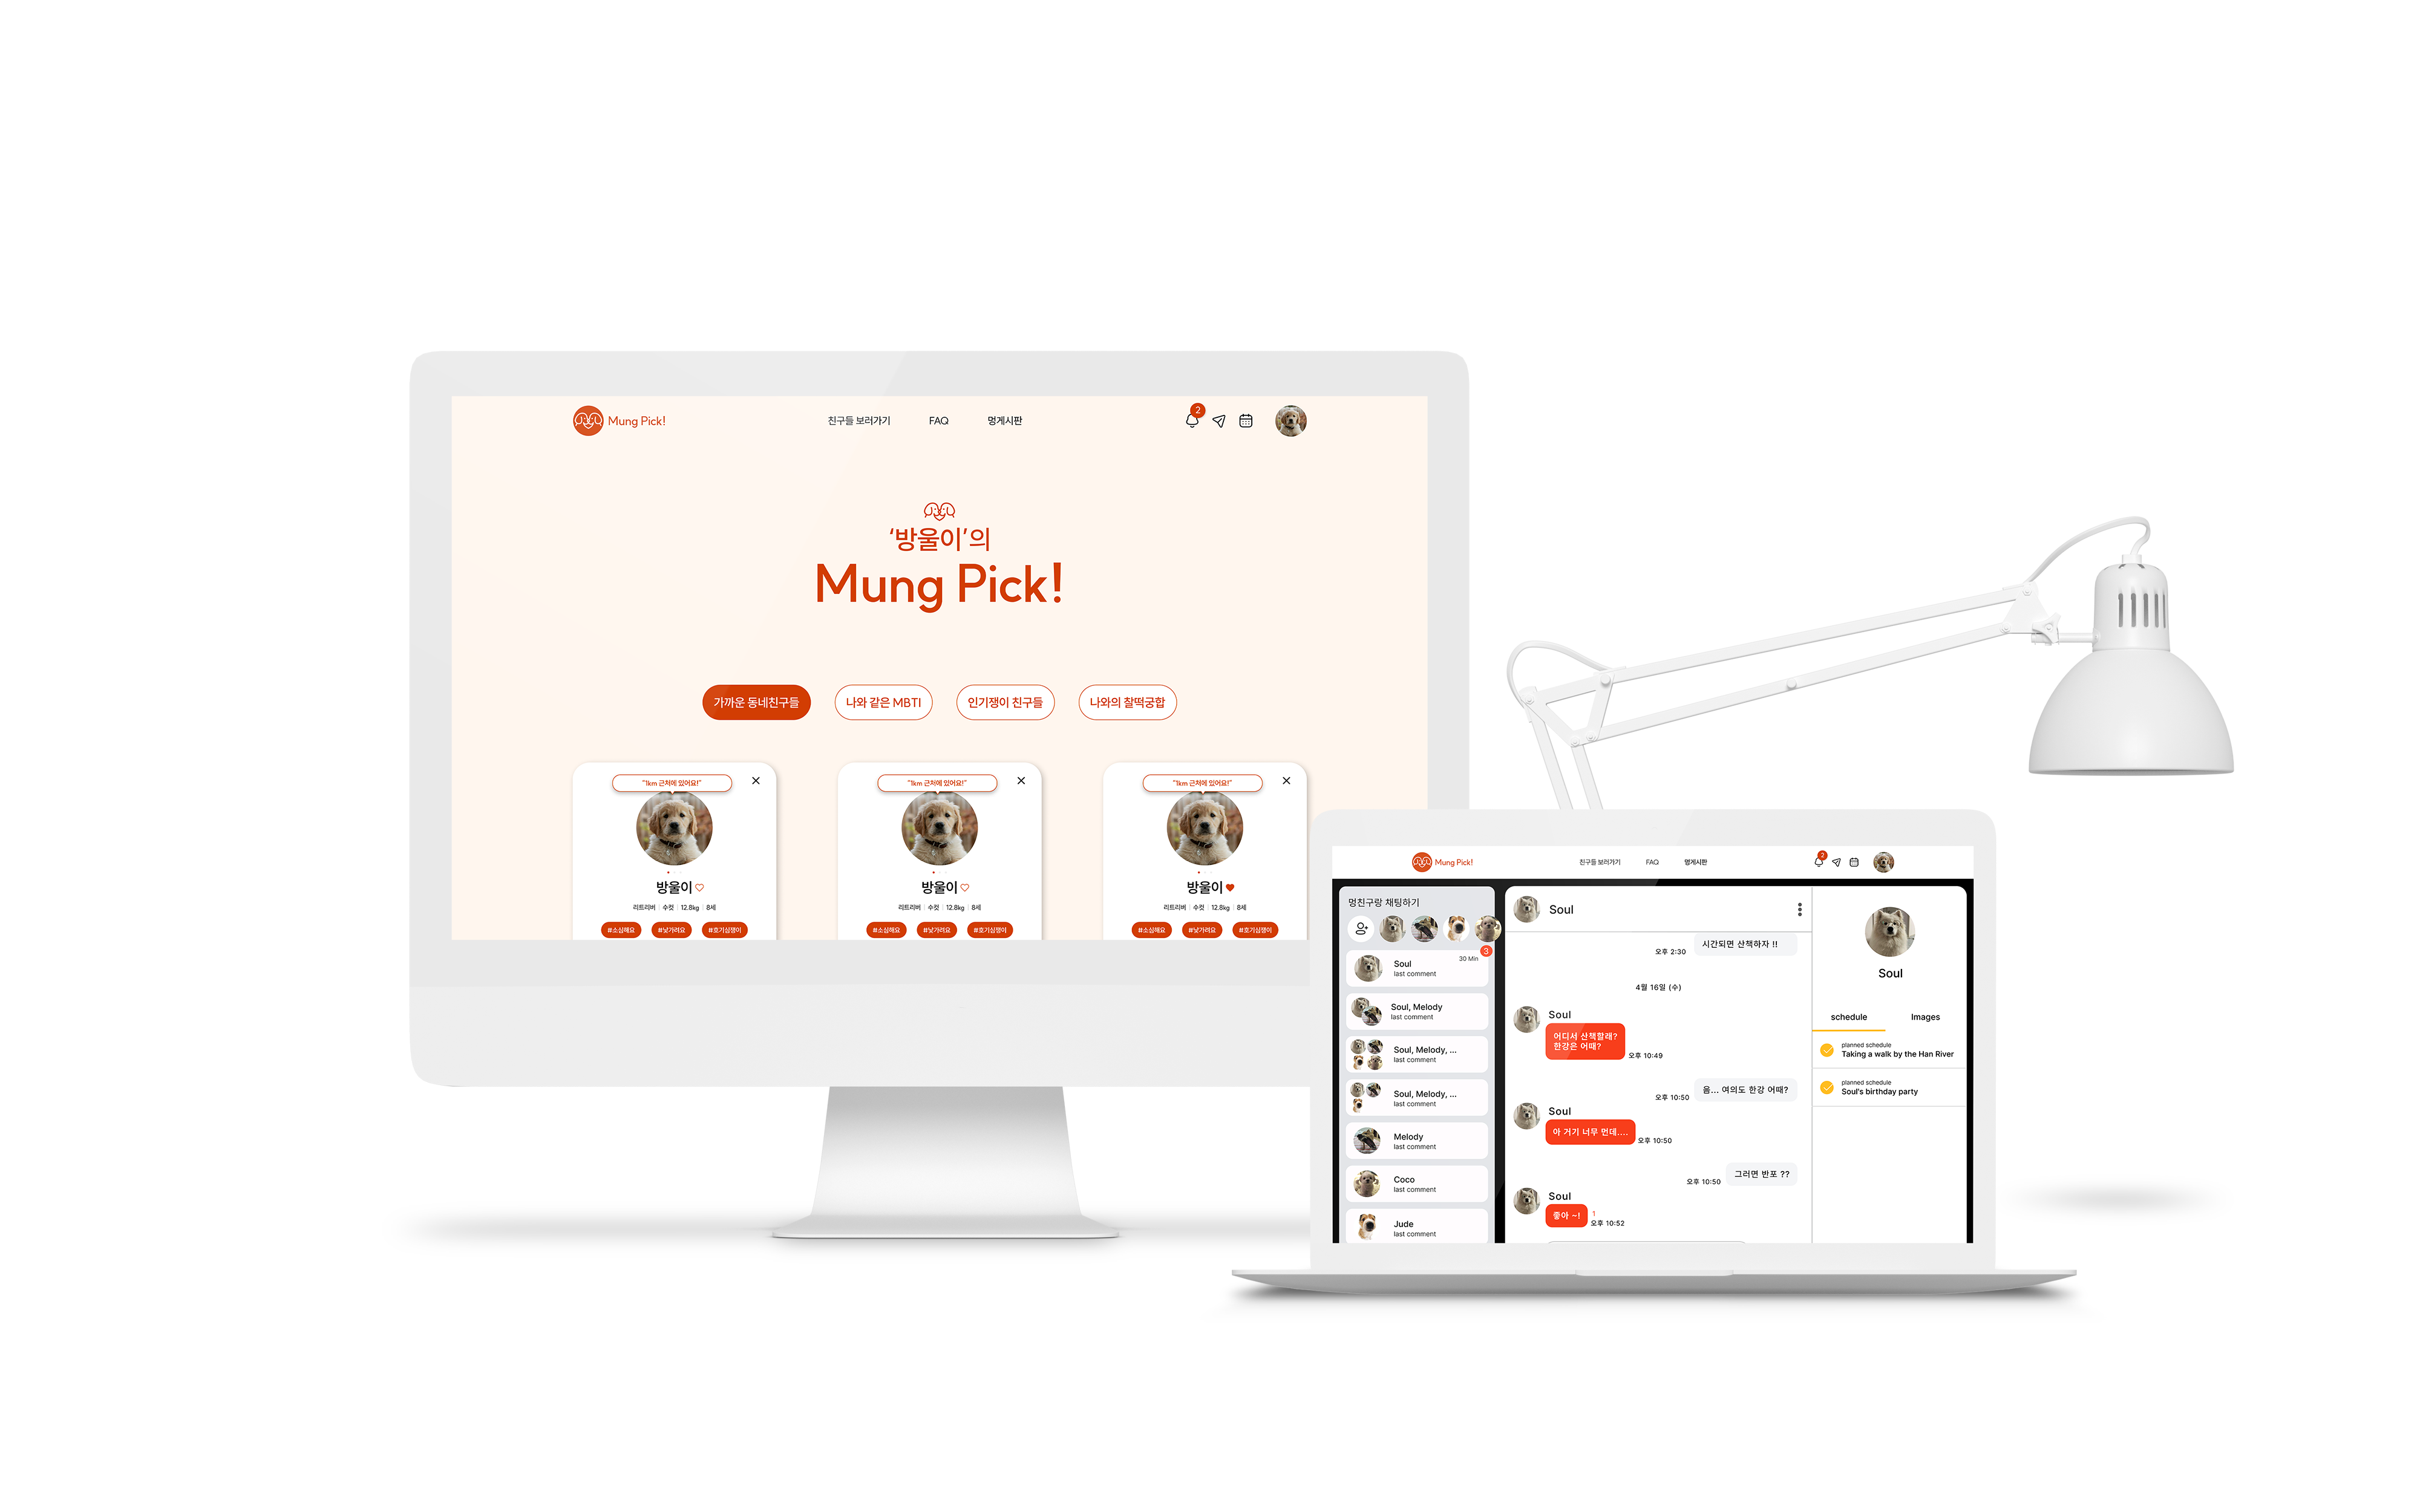 Mung Pick!
친구들 보러가기
FAQ
멍게시판
2
‘방울이’의
Mung Pick!
가까운 동네친구들
나와 같은 MBTI
인기쟁이 친구들
나와의 찰떡궁합
"1km 근처에 있어요!"
방울이
리트리버 수컷 12.8kg 8세
#소심해요 #낯가려요 #호기심쟁이
"1km 근처에 있어요!"
방울이
리트리버 수컷 12.8kg 8세
#소심해요 #낯가려요 #호기심쟁이
"1km 근처에 있어요!"
방울이
리트리버 수컷 12.8kg 8세
#소심해요 #낯가려요 #호기심쟁이
Mung Pick!
친구들 보러가기
FAQ
멍게시판
2
멍친구랑 채팅하기
3
Soul
30 Min
last comment
Soul, Melody
last comment
Soul, Melody, ...
last comment
Soul, Melody, ...
last comment
Melody
last comment
Coco
last comment
Jude
last comment
Soul
시간되면 산책하자 !!
오후 2:30
4월 16일 (수)
Soul
어디서 산책할래?
한강은 어때?
오후 10:49
음... 여의도 한강 어때?
오후 10:50
Soul
아 거기 너무 먼데....
오후 10:50
그러면 반포 ??
오후 10:50
Soul
좋아 ~!
1
오후 10:52
Soul
schedule
Images
planned schedule
Taking a walk by the Han River
planned schedule
Soul's birthday party